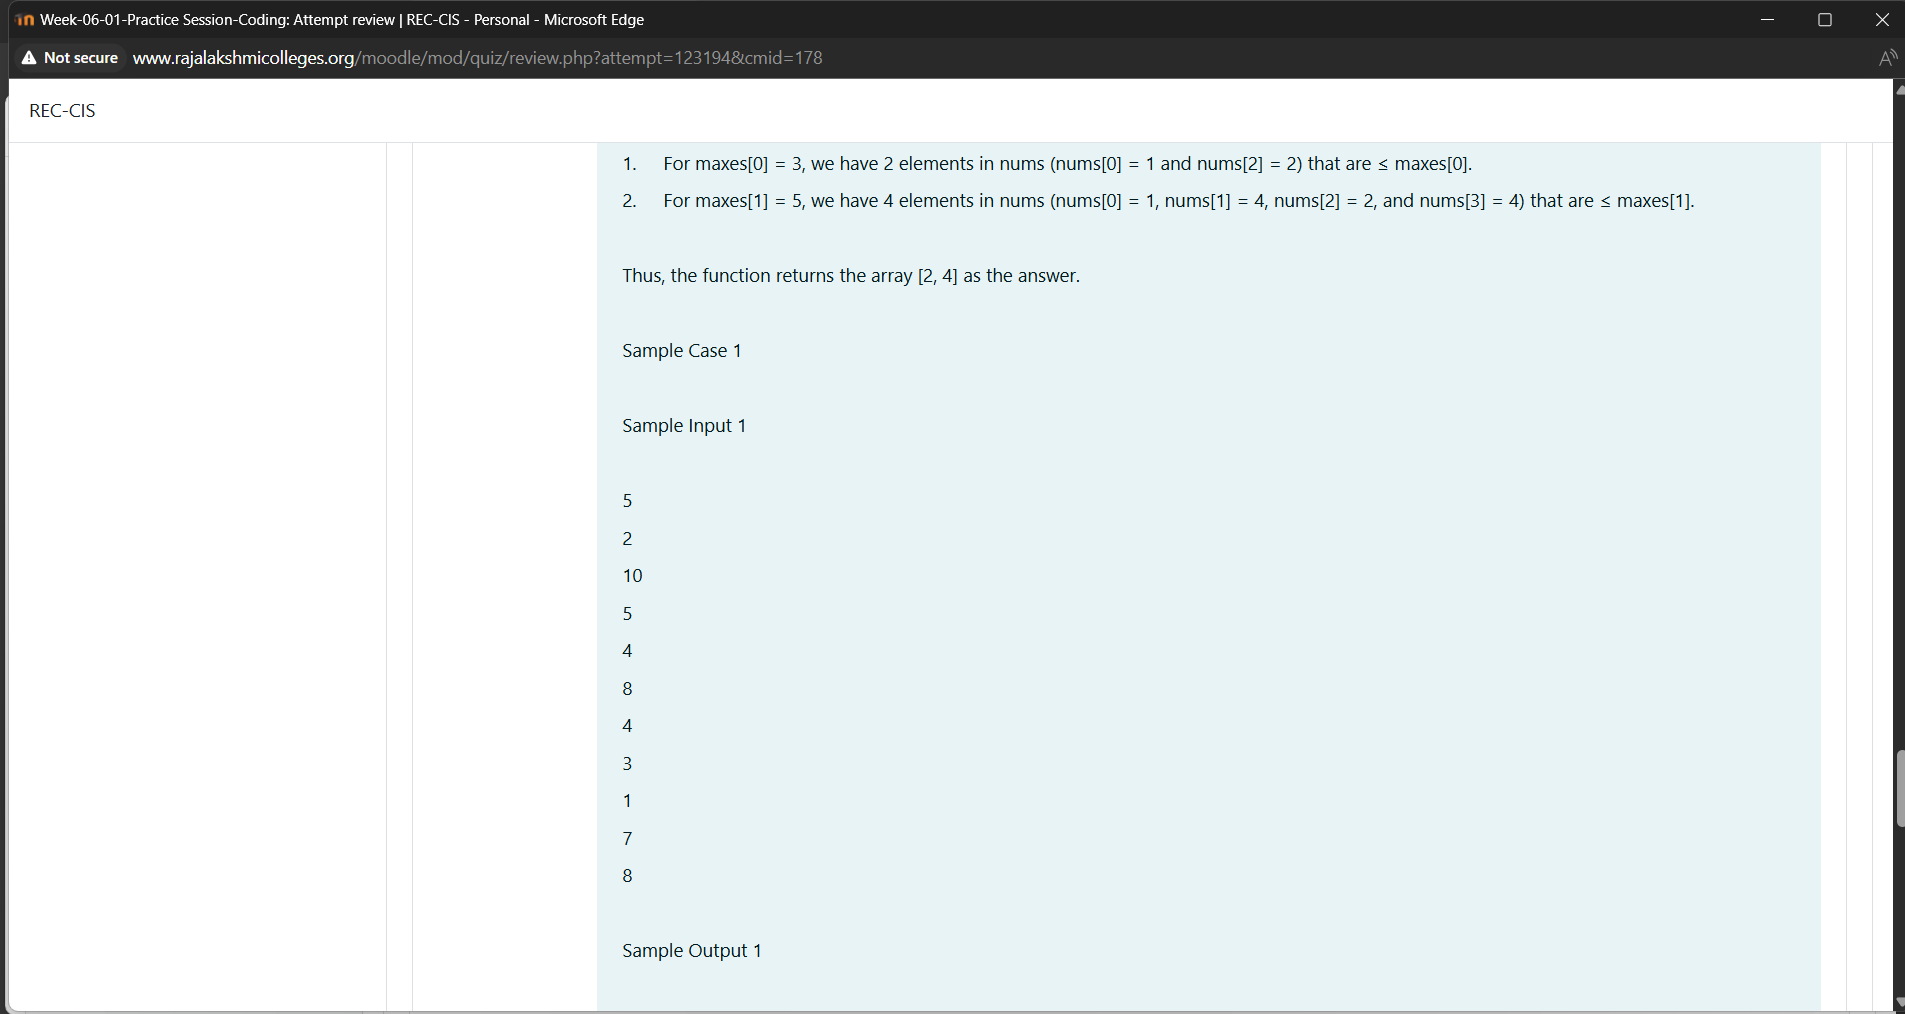 Week-06-01-Practice Session-Coding: Attempt review | REC-CIS - Personal - Microsoft Edge
Not secure www.rajalakshmicolleges.org/moodle/mod/quiz/review.php?attempt=123194&cmid=178
REC-CIS
1. For maxes[0] = 3, we have 2 elements in nums (nums[0] = 1 and nums[2] = 2) that are ≤ maxes[0].
2. For maxes[1] = 5, we have 4 elements in nums (nums[0] = 1, nums[1] = 4, nums[2] = 2, and nums[3] = 4) that are ≤ maxes[1].
Thus, the function returns the array [2, 4] as the answer.
Sample Case 1
Sample Input 1
5
2
10
5
4
8
4
3
1
7
8
Sample Output 1